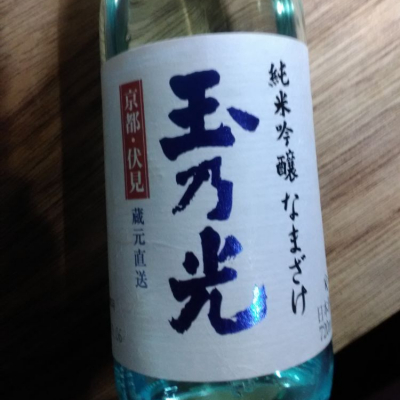 純米吟醸 なまざけ
玉乃光
京都・伏見
蔵元直送